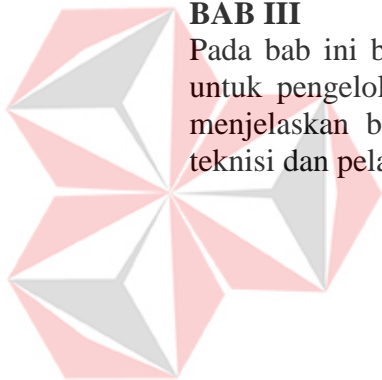 BAB III
Pada bab ini b
untuk pengelol
menjelaskan b
teknisi dan pela